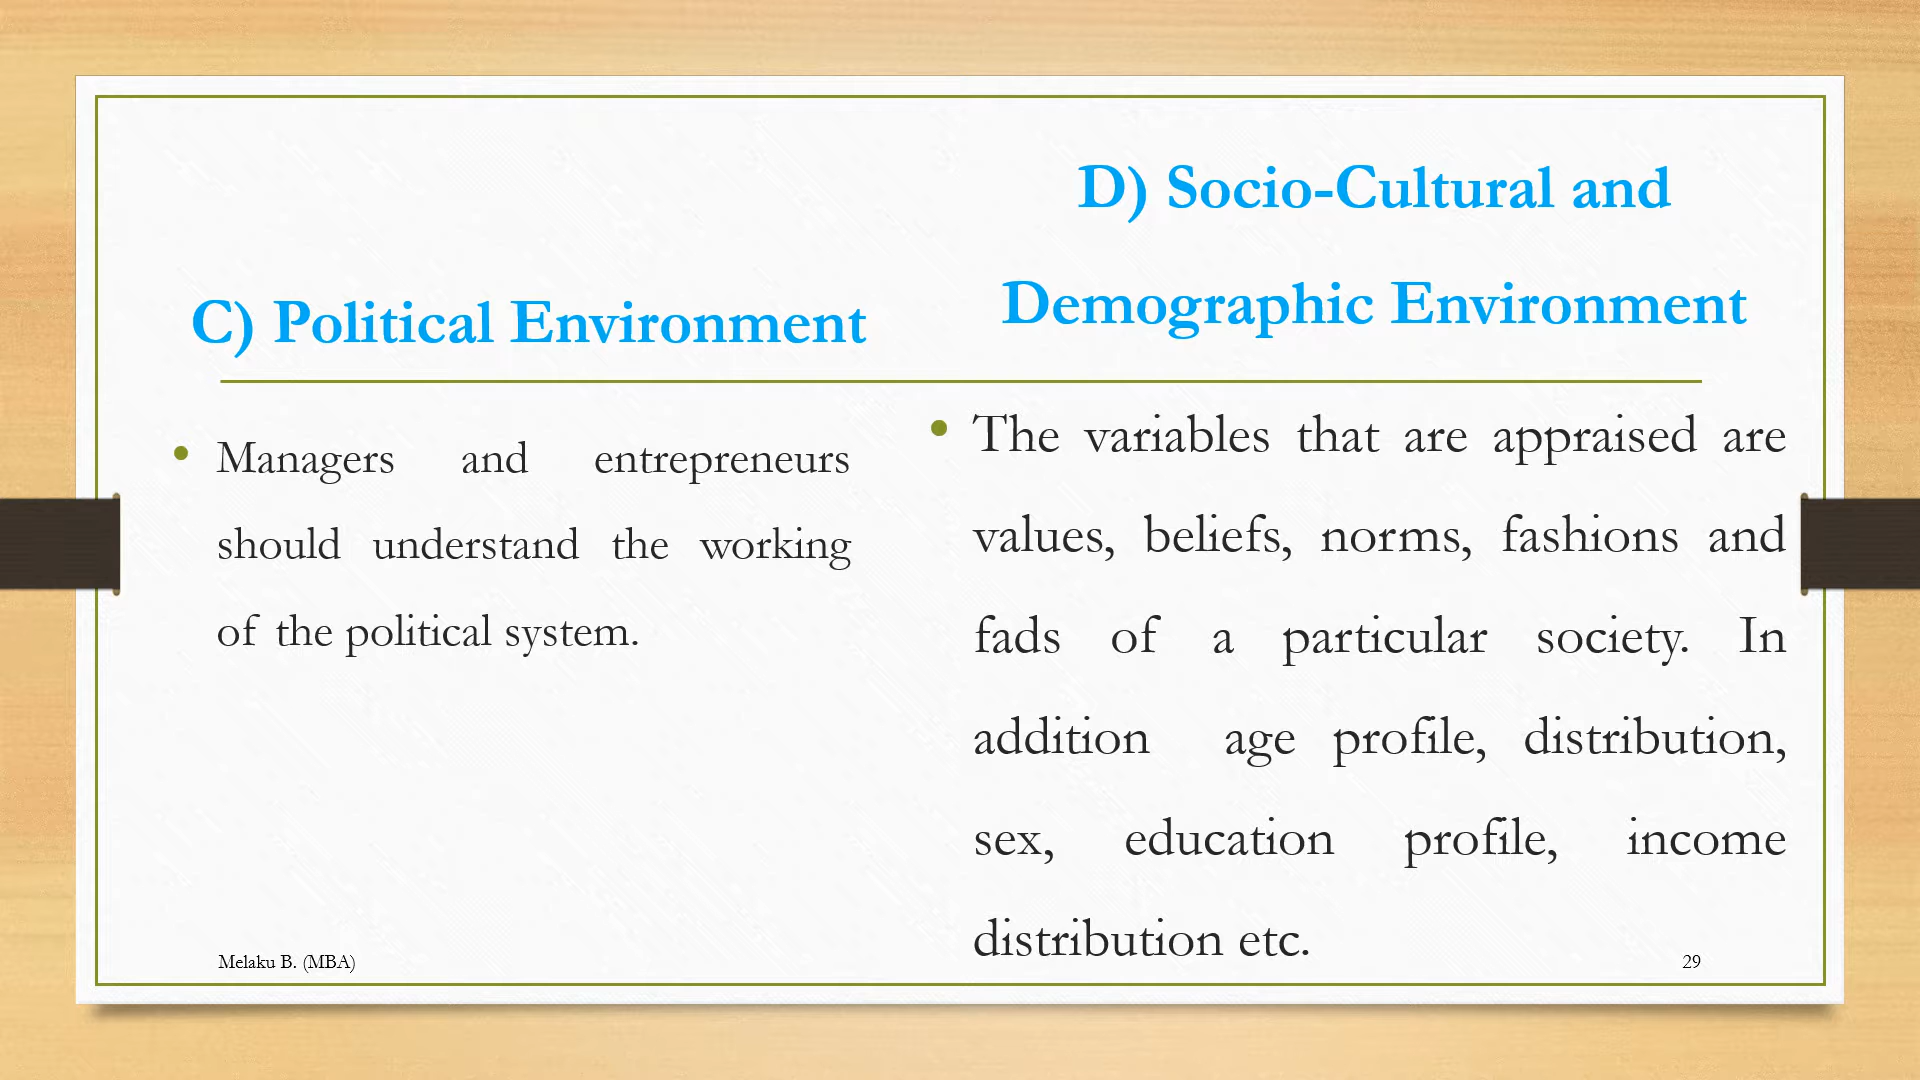 C) Political Environment
• Managers and entrepreneurs
should understand the working
of the political system.
D) Socio-Cultural and
Demographic Environment
• The variables that are appraised are
values, beliefs, norms, fashions and
fads of a particular society. In
addition age profile, distribution,
sex, education profile, income
distribution etc.
Melaku B. (MBA)
29